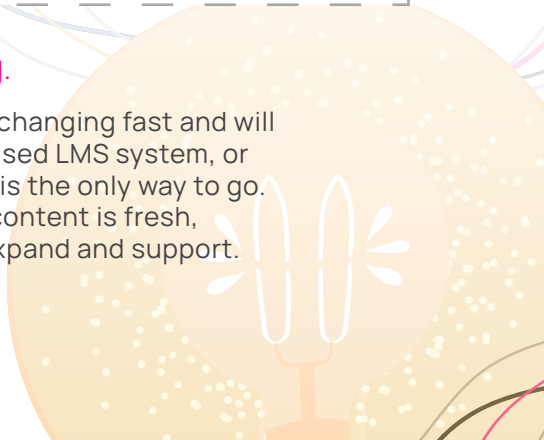 changing fast and will
sed LMS system, or
is the only way to go.
content is fresh,
xpand and support.